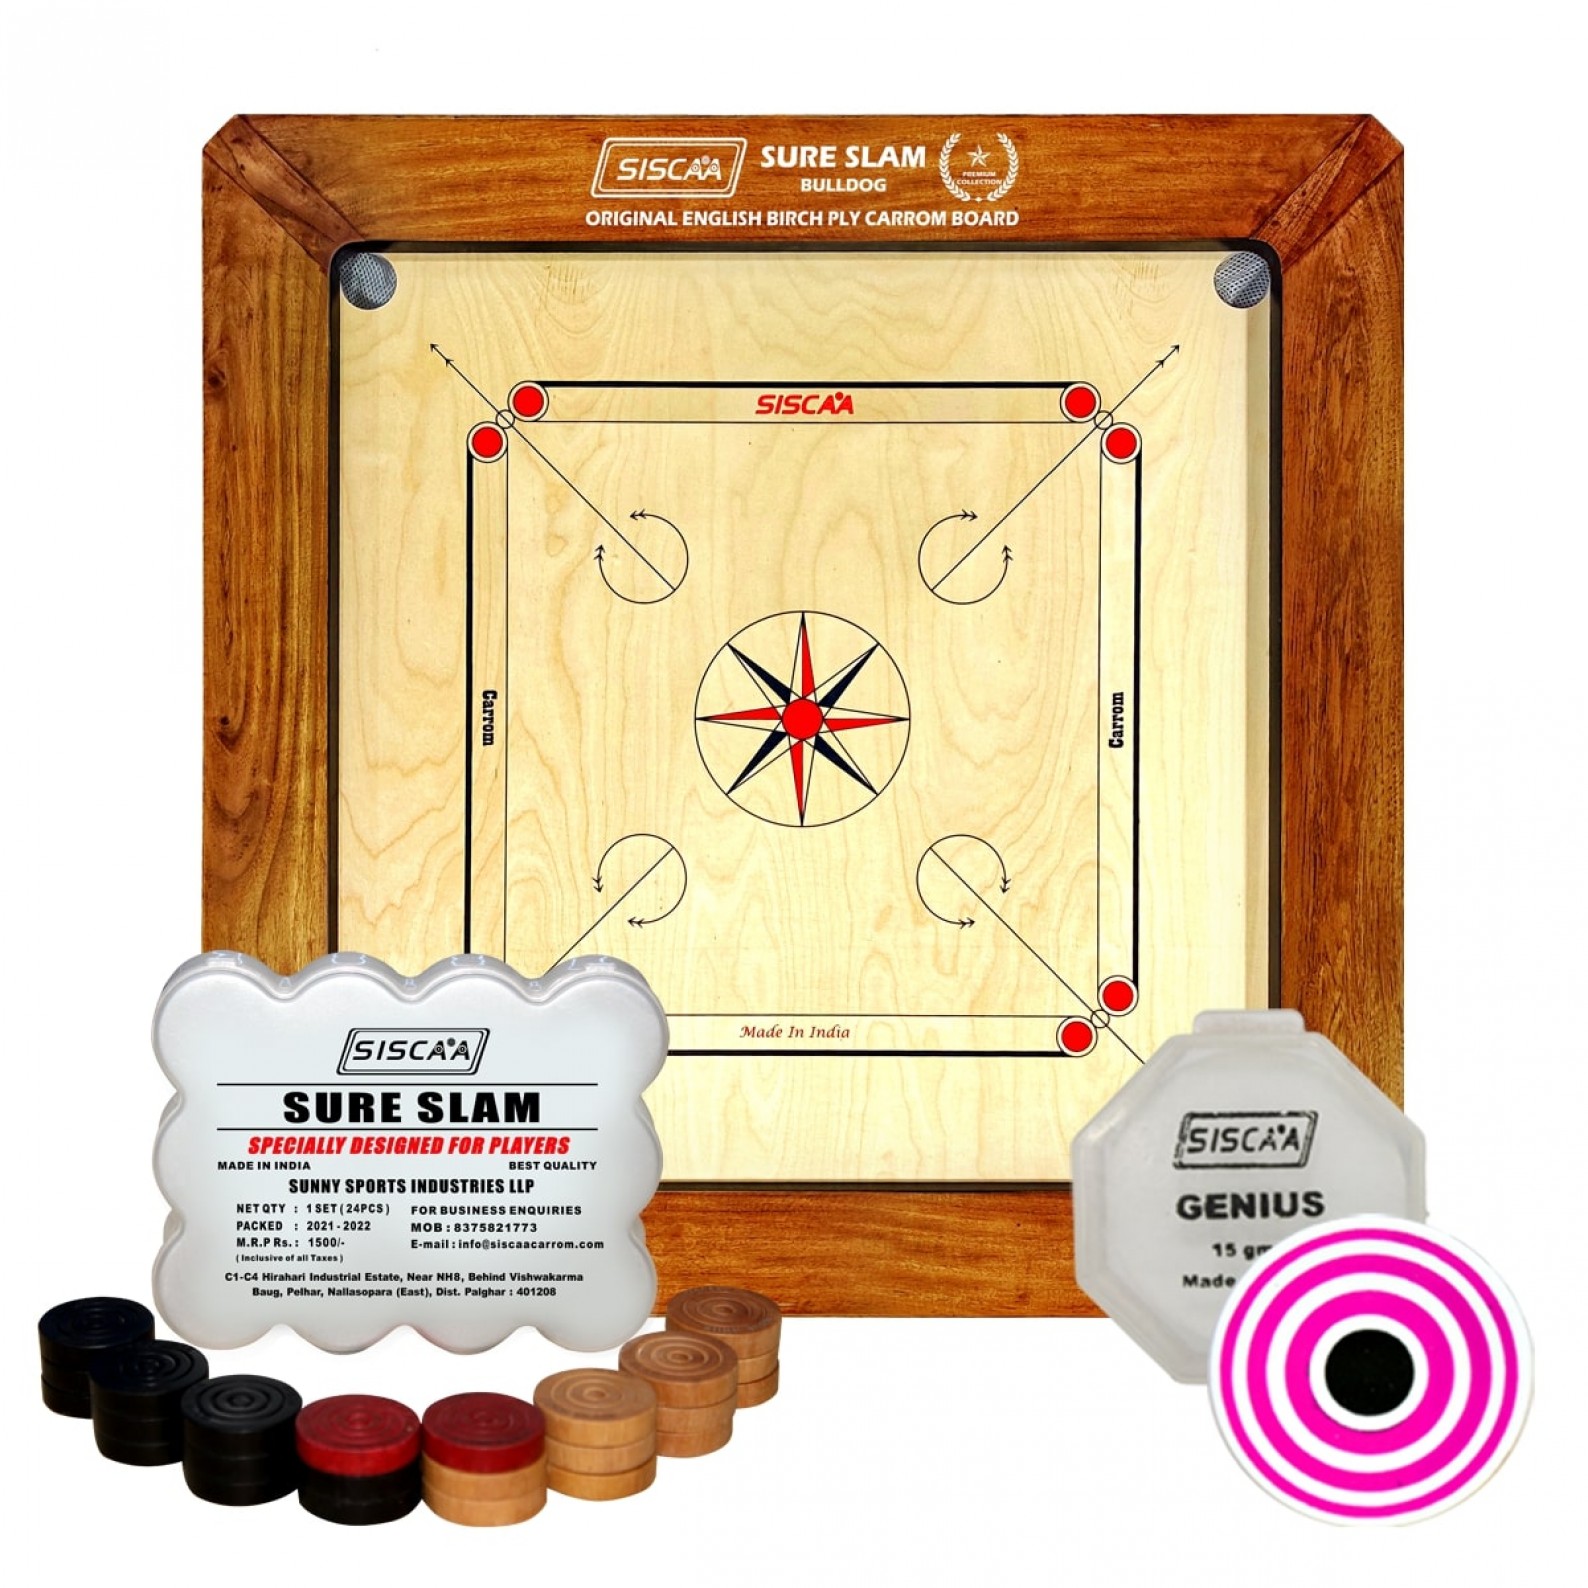 SISCAA
SURE SLAM
BULLDOG
PREMIUM
COLLECTION
ORIGINAL ENGLISH BIRCH PLY CARROM BOARD
SISCAA
Carrom
Carrom
Made In India
SISCAA
SURE SLAM
SPECIALLY DESIGNED FOR PLAYERS
MADE IN INDIA BEST QUALITY
SUNNY SPORTS INDUSTRIES LLP
NET QTY : 1 SET ( 24PCS ) FOR BUSINESS ENQUIRIES
PACKED : 2021 - 2022 MOB : 8375821773
M.R.P Rs. : 1500/- E-mail : info@siscaacarrom.com
( Inclusive of all Taxes )
C1-C4 Hirahari Industrial Estate, Near NH8, Behind Vishwakarma
Baug, Pelhar, Nallasopara (East), Dist. Palghar : 401208
SISCAA
GENIUS
15
Made